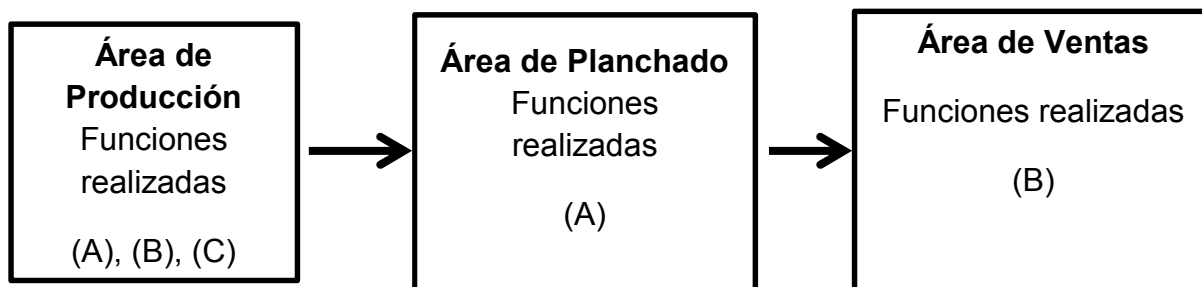 Área de
Producción
Funciones
realizadas
(A), (B), (C)
Área de Planchado
Funciones
realizadas
(A)
Área de Ventas
Funciones realizadas
(B)